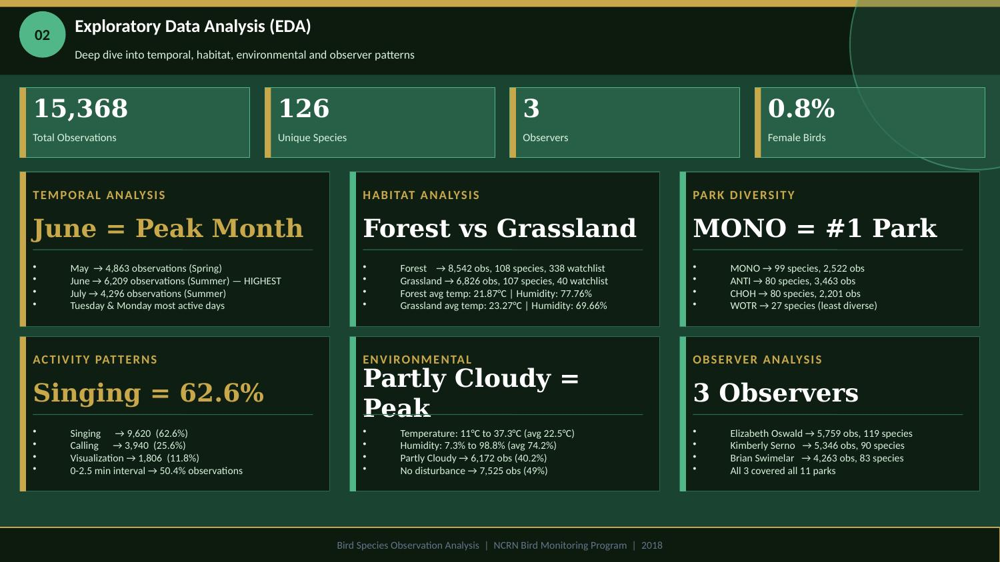 02
Exploratory Data Analysis (EDA)
Deep dive into temporal, habitat, environmental and observer patterns
15,368
Total Observations
126
Unique Species
3
Observers
0.8%
Female Birds
TEMPORAL ANALYSIS
June = Peak Month
• May → 4,863 observations (Spring)
• June → 6,209 observations (Summer) — HIGHEST
• July → 4,296 observations (Summer)
• Tuesday & Monday most active days
HABITAT ANALYSIS
Forest vs Grassland
• Forest → 8,542 obs, 108 species, 338 watchlist
• Grassland → 6,826 obs, 107 species, 40 watchlist
• Forest avg temp: 21.87°C | Humidity: 77.76%
• Grassland avg temp: 23.27°C | Humidity: 69.66%
PARK DIVERSITY
MONO = #1 Park
• MONO → 99 species, 2,522 obs
• ANTI → 80 species, 3,463 obs
• CHOH → 80 species, 2,201 obs
• WOTR → 27 species (least diverse)
ACTIVITY PATTERNS
Singing = 62.6%
• Singing → 9,620 (62.6%)
• Calling → 3,940 (25.6%)
• Visualization → 1,806 (11.8%)
• 0-2.5 min interval → 50.4% observations
ENVIRONMENTAL
Partly Cloudy =
Peak
• Temperature: 11°C to 37.3°C (avg 22.5°C)
• Humidity: 7.3% to 98.8% (avg 74.2%)
• Partly Cloudy → 6,172 obs (40.2%)
• No disturbance → 7,525 obs (49%)
OBSERVER ANALYSIS
3 Observers
• Elizabeth Oswald → 5,759 obs, 119 species
• Kimberly Serno → 5,346 obs, 90 species
• Brian Swimelar → 4,263 obs, 83 species
• All 3 covered all 11 parks
Bird Species Observation Analysis | NCRN Bird Monitoring Program | 2018